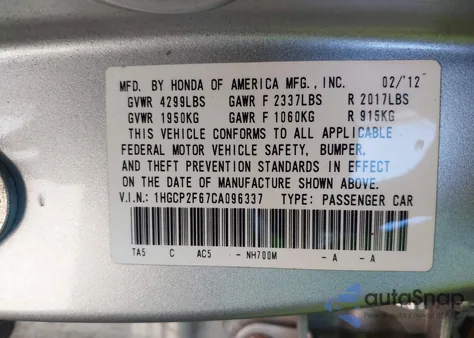 MFD. BY HONDA OF AMERICA MFG., INC. 02/'12
GVWR 4299LBS GAWR F 2337LBS R 2017LBS
GVWR 1950KG GAWR F 1060KG R 915KG
THIS VEHICLE CONFORMS TO ALL APPLICABLE
FEDERAL MOTOR VEHICLE SAFETY, BUMPER,
AND THEFT PREVENTION STANDARDS IN EFFECT
ON THE DATE OF MANUFACTURE SHOWN ABOVE.
V.I.N.: 1HGCP2F67CA096337 TYPE: PASSENGER CAR
TA5 C AC5 - NH700M - A - A
autoSnap